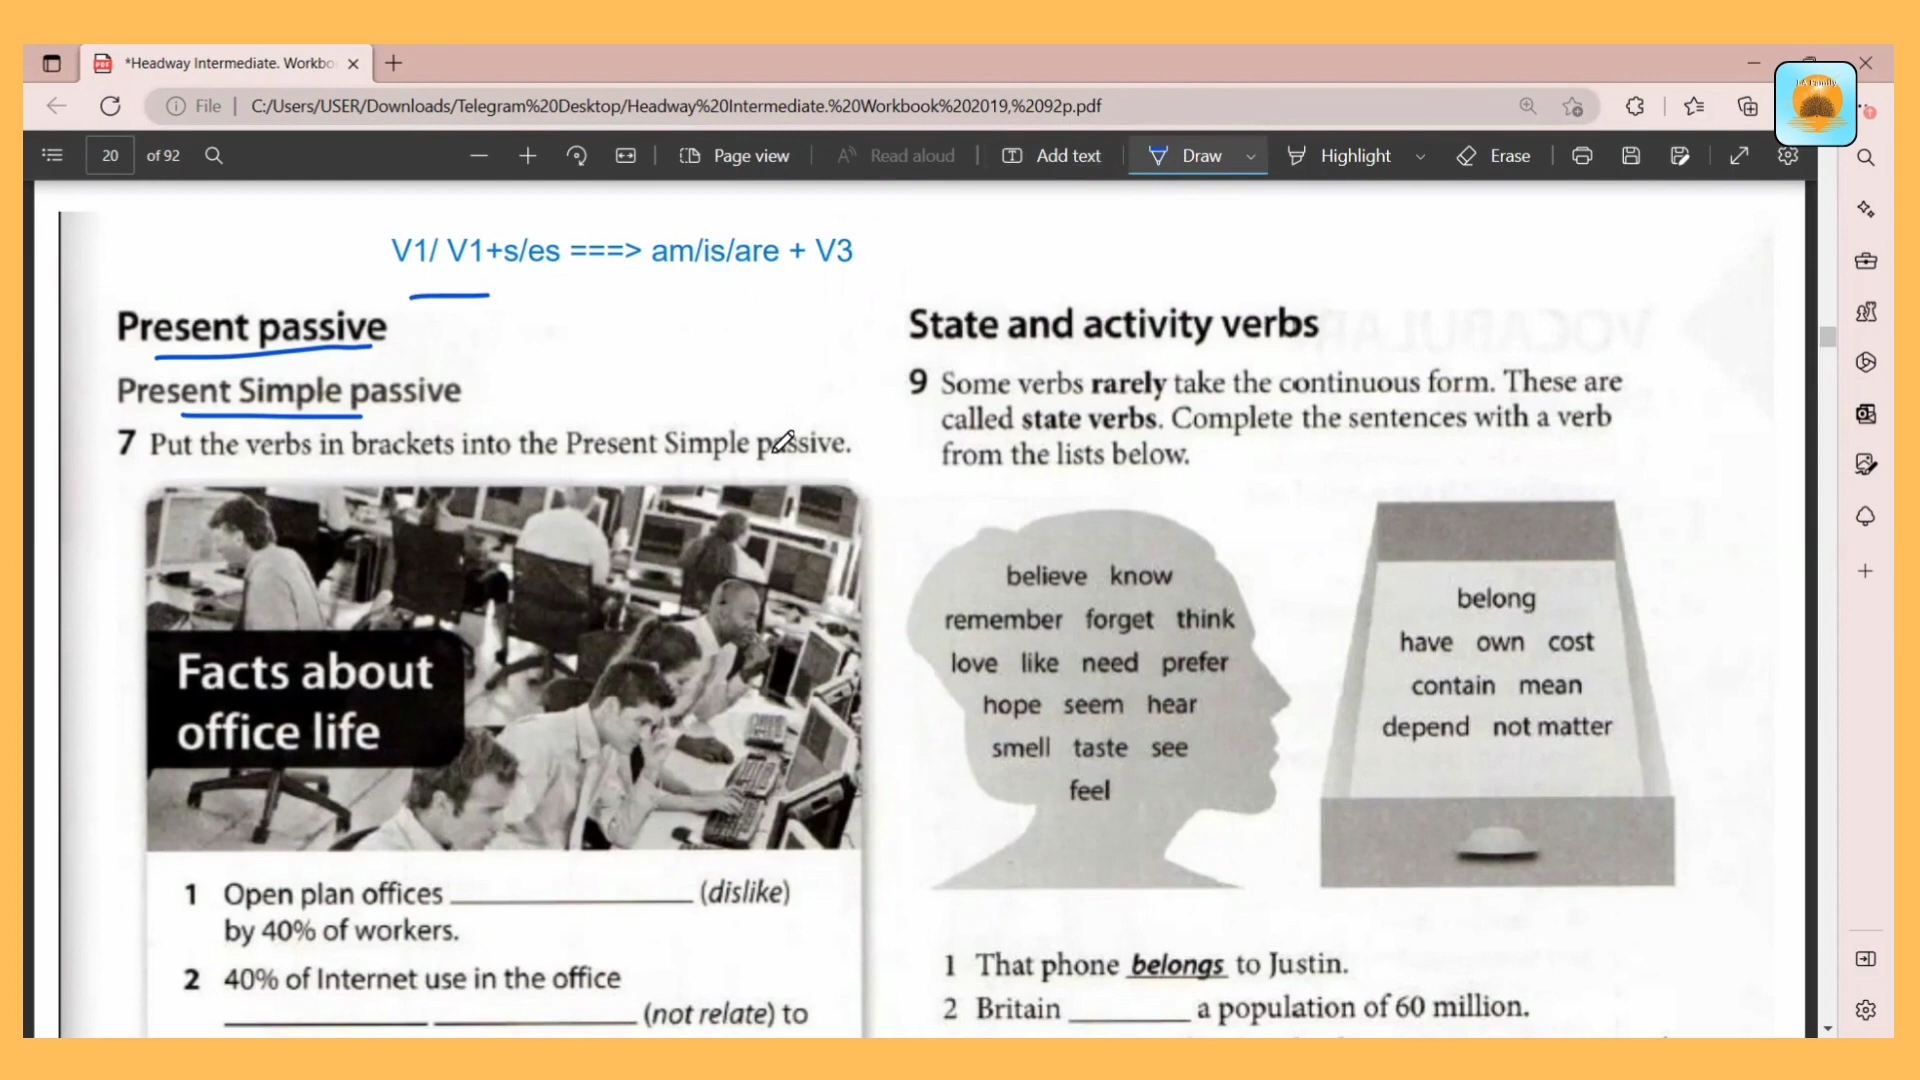 *Headway Intermediate. Workbo
File | C:/Users/USER/Downloads/Telegram%20Desktop/Headway%20Intermediate.%20Workbook%202019,%2092p.pdf
20 of 92 Page view Read aloud Add text Draw Highlight Erase
V1/ V1+s/es ===> am/is/are + V3
Present passive
Present Simple passive
7 Put the verbs in brackets into the Present Simple passive.
Facts about
office life
1 Open plan offices ____________ (dislike)
by 40% of workers.
2 40% of Internet use in the office
____________ ____________ (not relate) to
State and activity verbs
9 Some verbs rarely take the continuous form. These are
called state verbs. Complete the sentences with a verb
from the lists below.
believe know
remember forget think
love like need prefer
hope seem hear
smell taste see
feel
belong
have own cost
contain mean
depend not matter
1 That phone belongs to Justin.
2 Britain ________ a population of 60 million.